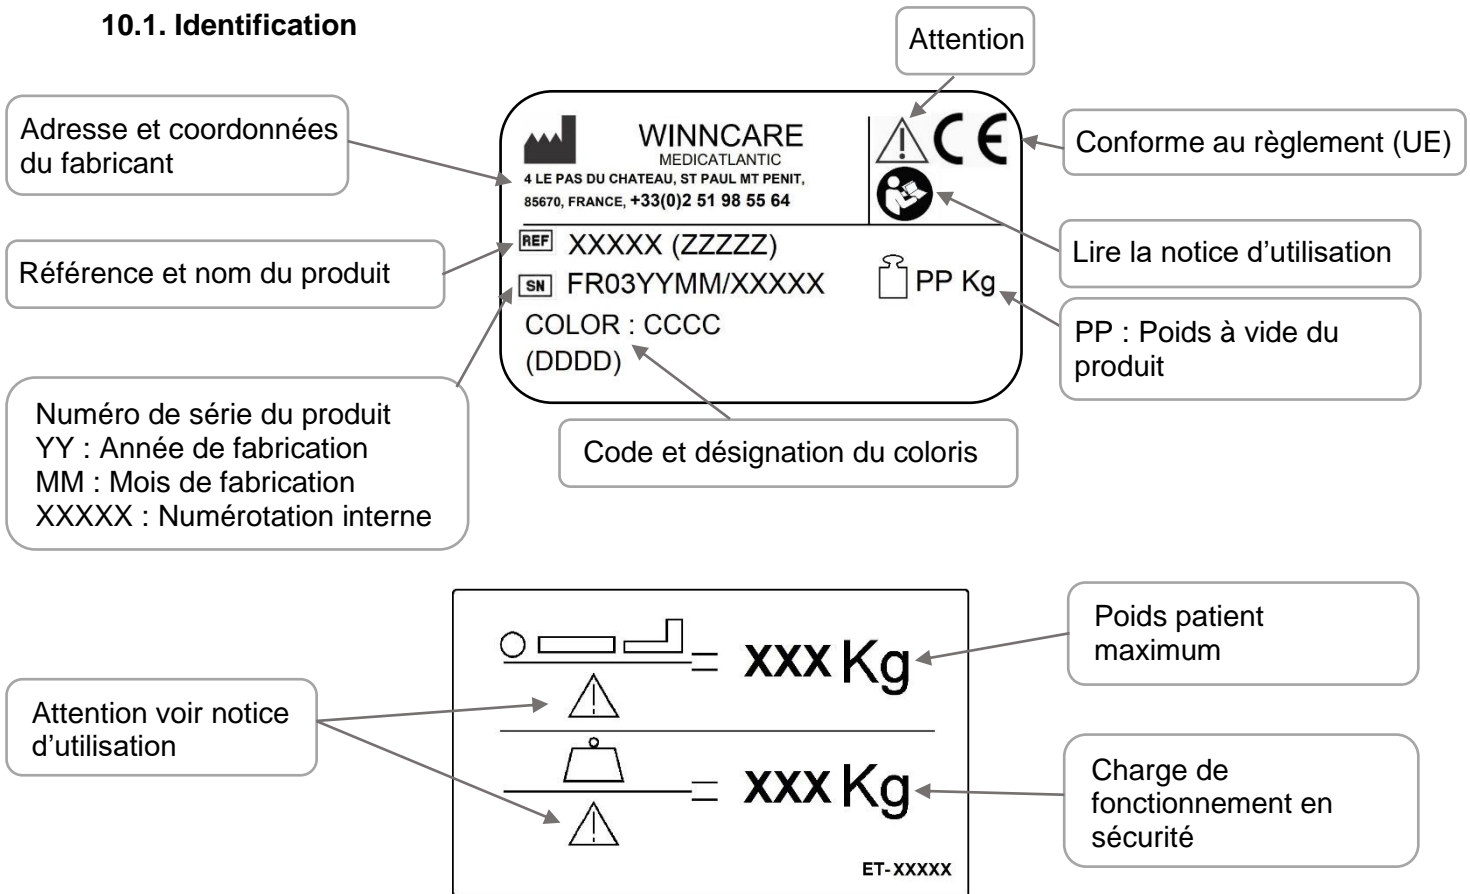 10.1. Identification
Attention
Adresse et coordonnées
du fabricant
WINNCARE
MEDICATLANTIC
4 LE PAS DU CHATEAU, ST PAUL MT PENIT,
85670, FRANCE, +33(0)2 51 98 55 64
CE
Conforme au règlement (UE)
Référence et nom du produit
REF XXXXX (ZZZZZ)
SN FR03YYMM/XXXXX
COLOR : CCCC
(DDDD)
PP Kg
Lire la notice d'utilisation
PP : Poids à vide du
produit
Numéro de série du produit
YY : Année de fabrication
MM : Mois de fabrication
XXXXX : Numérotation interne
Code et désignation du coloris
= xxx Kg
Poids patient
maximum
Attention voir notice
d'utilisation
= xxx Kg
Charge de
fonctionnement en
sécurité
ET-XXXXX